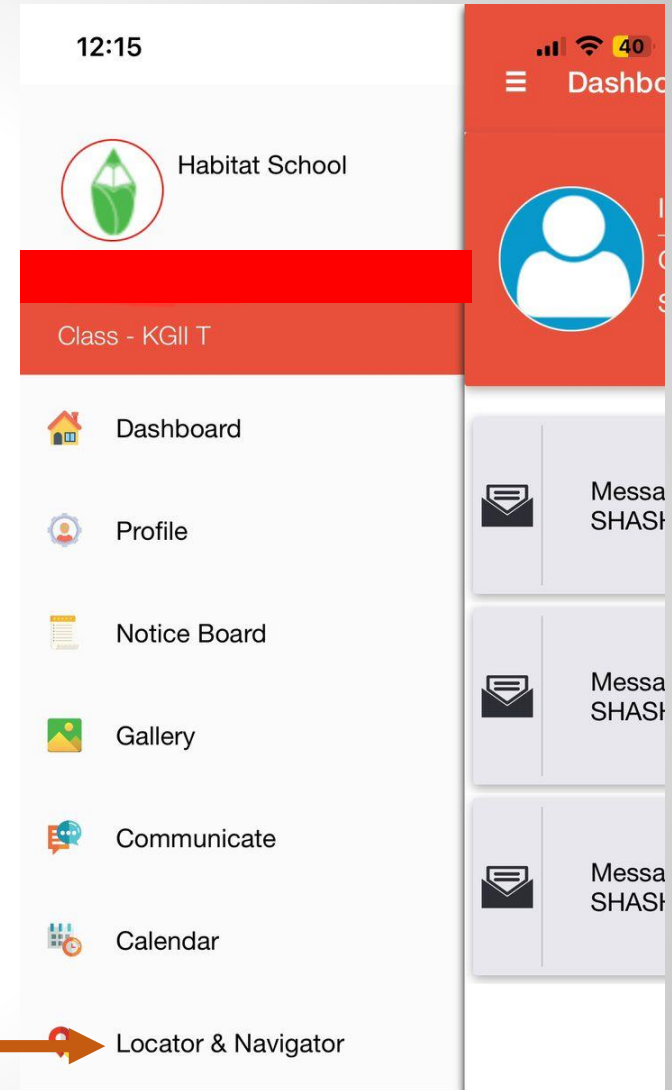 12:15
40
Dashbo
Habitat School
Class - KGII T
Dashboard
Profile
Notice Board
Gallery
Communicate
Calendar
Locator & Navigator
I
C
S
Messa
SHASH
Messa
SHASH
Messa
SHASH